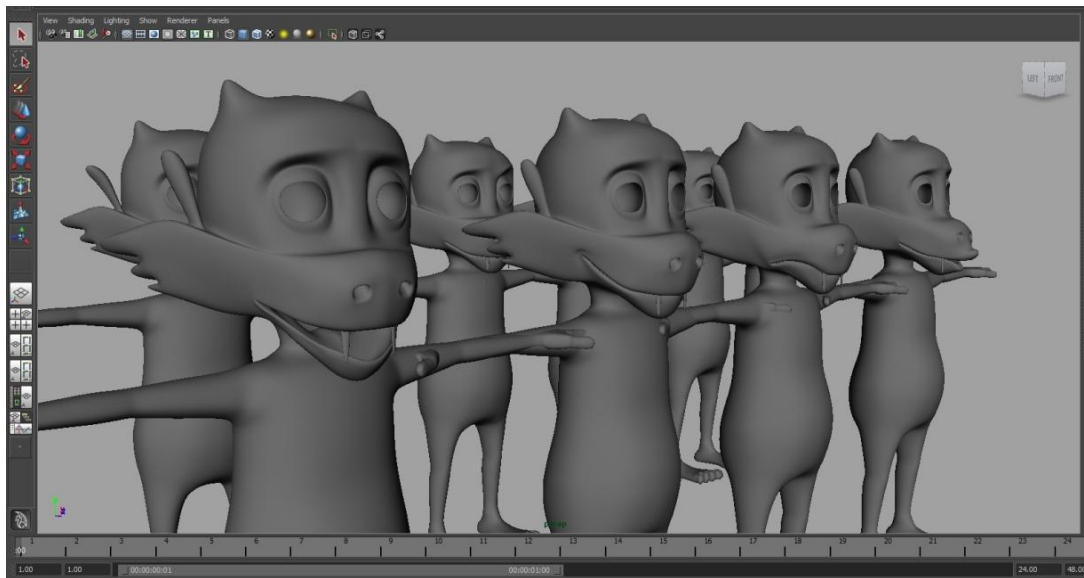 View Shading Lighting Show Renderer Panels
LEFT FRONT
persp
1 2 3 4 5 6 7 8 9 10 11 12 13 14 15 16 17 18 19 20 21 22 23 24
:00
1.00 1.00 00:00:00:01 00:00:01:00 24.00 48.0